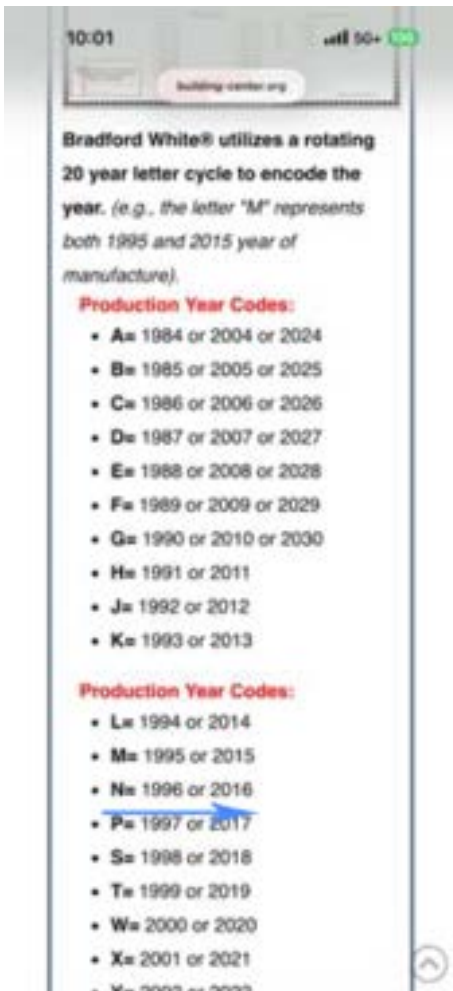 10:01
5G+
building-center.org
Bradford White® utilizes a rotating
20 year letter cycle to encode the
year. (e.g., the letter "M" represents
both 1995 and 2015 year of
manufacture).
Production Year Codes:
• A= 1984 or 2004 or 2024
• B= 1985 or 2005 or 2025
• C= 1986 or 2006 or 2026
• D= 1987 or 2007 or 2027
• E= 1988 or 2008 or 2028
• F= 1989 or 2009 or 2029
• G= 1990 or 2010 or 2030
• H= 1991 or 2011
• J= 1992 or 2012
• K= 1993 or 2013
Production Year Codes:
• L= 1994 or 2014
• M= 1995 or 2015
• N= 1996 or 2016
• P= 1997 or 2017
• S= 1998 or 2018
• T= 1999 or 2019
• W= 2000 or 2020
• X= 2001 or 2021